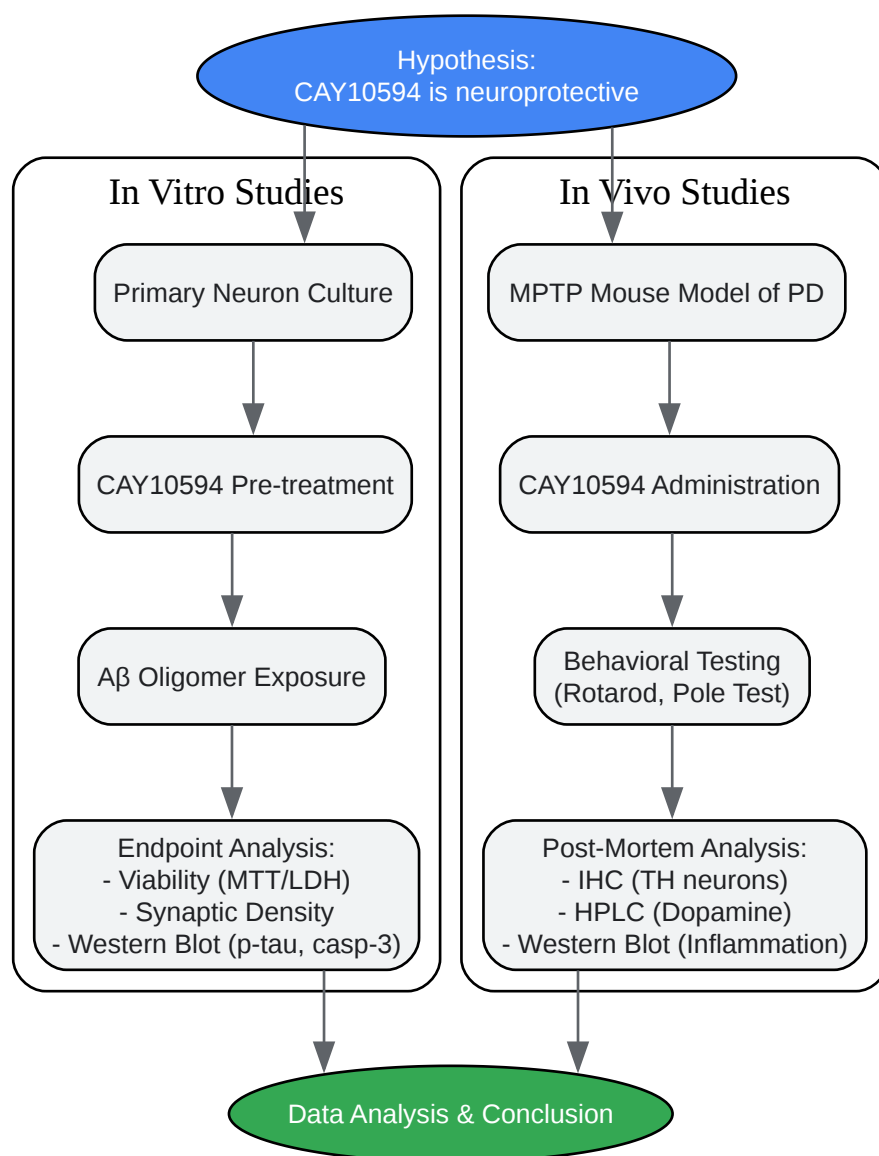 Hypothesis:
CAY10594 is neuroprotective
In Vitro Studies
Primary Neuron Culture
CAY10594 Pre-treatment
Aβ Oligomer Exposure
Endpoint Analysis:
- Viability (MTT/LDH)
- Synaptic Density
- Western Blot (p-tau, casp-3)
In Vivo Studies
MPTP Mouse Model of PD
CAY10594 Administration
Behavioral Testing
(Rotarod, Pole Test)
Post-Mortem Analysis:
- IHC (TH neurons)
- HPLC (Dopamine)
- Western Blot (Inflammation)
Data Analysis & Conclusion